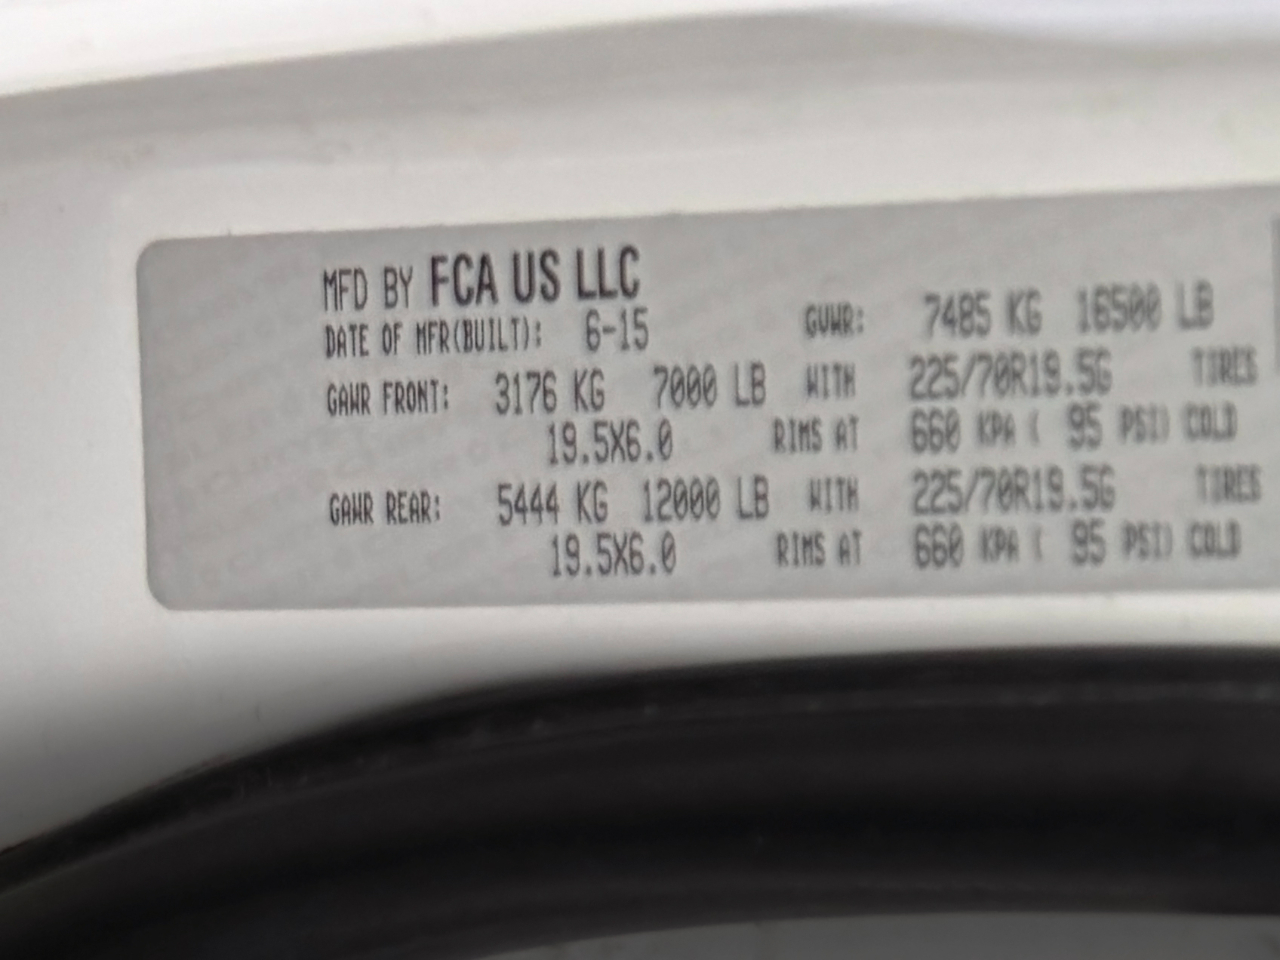 MFD BY FCA US LLC
DATE OF MFR(BUILT): 6-15 GVWR: 7485 KG 16500 LB
GAWR FRONT: 3176 KG 7000 LB WITH 225/70R19.5G TIRES
19.5X6.0 RIMS AT 660 KPA ( 95 PSI) COLD
GAWR REAR: 5444 KG 12000 LB WITH 225/70R19.5G TIRES
19.5X6.0 RIMS AT 660 KPA ( 95 PSI) COLD